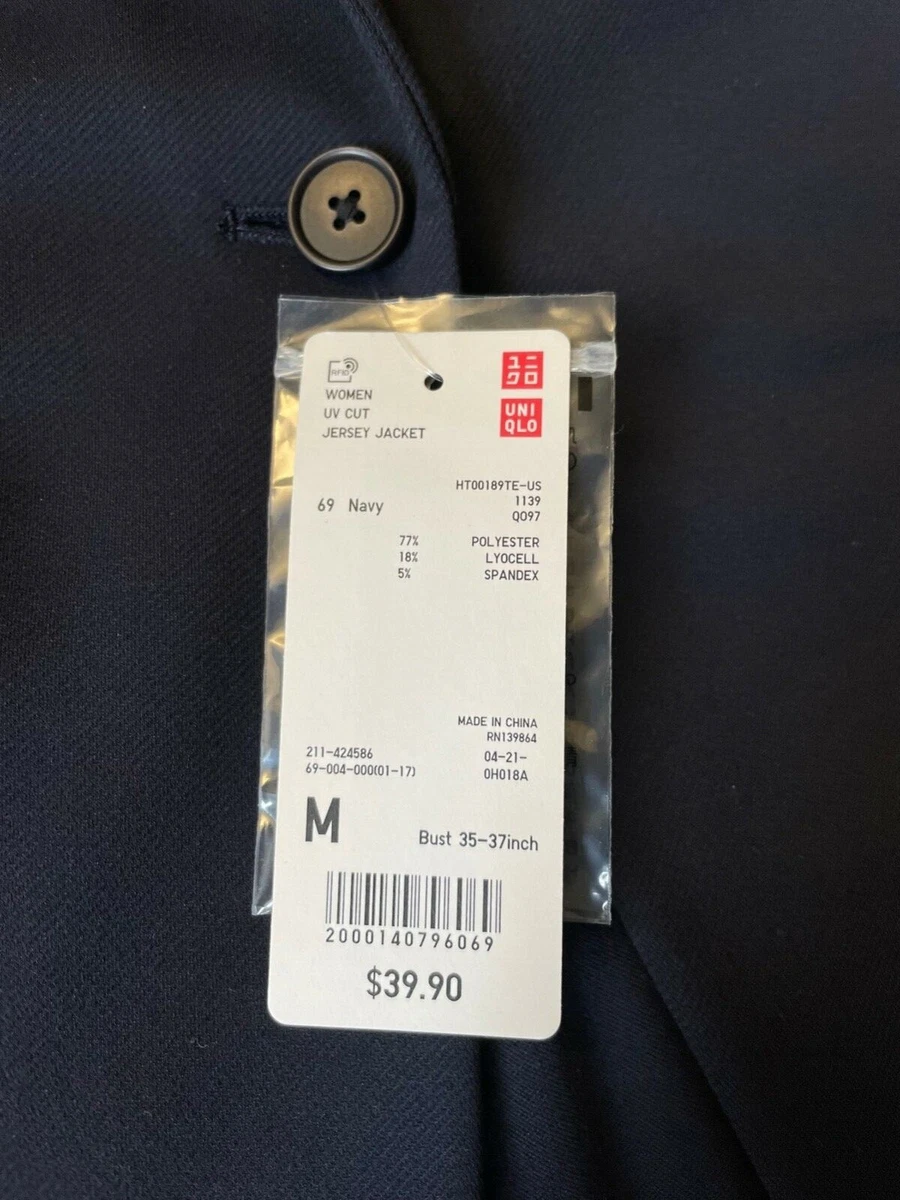 RFID
WOMEN
UV CUT
JERSEY JACKET
ユニ
クロ
UNI
QLO
HT00189TE-US
69 Navy
1139
Q097
77% POLYESTER
18% LYOCELL
5% SPANDEX
MADE IN CHINA
RN139864
211-424586 04-21-
69-004-000(01-17) 0H018A
M Bust 35-37inch
2000140796069
$39.90